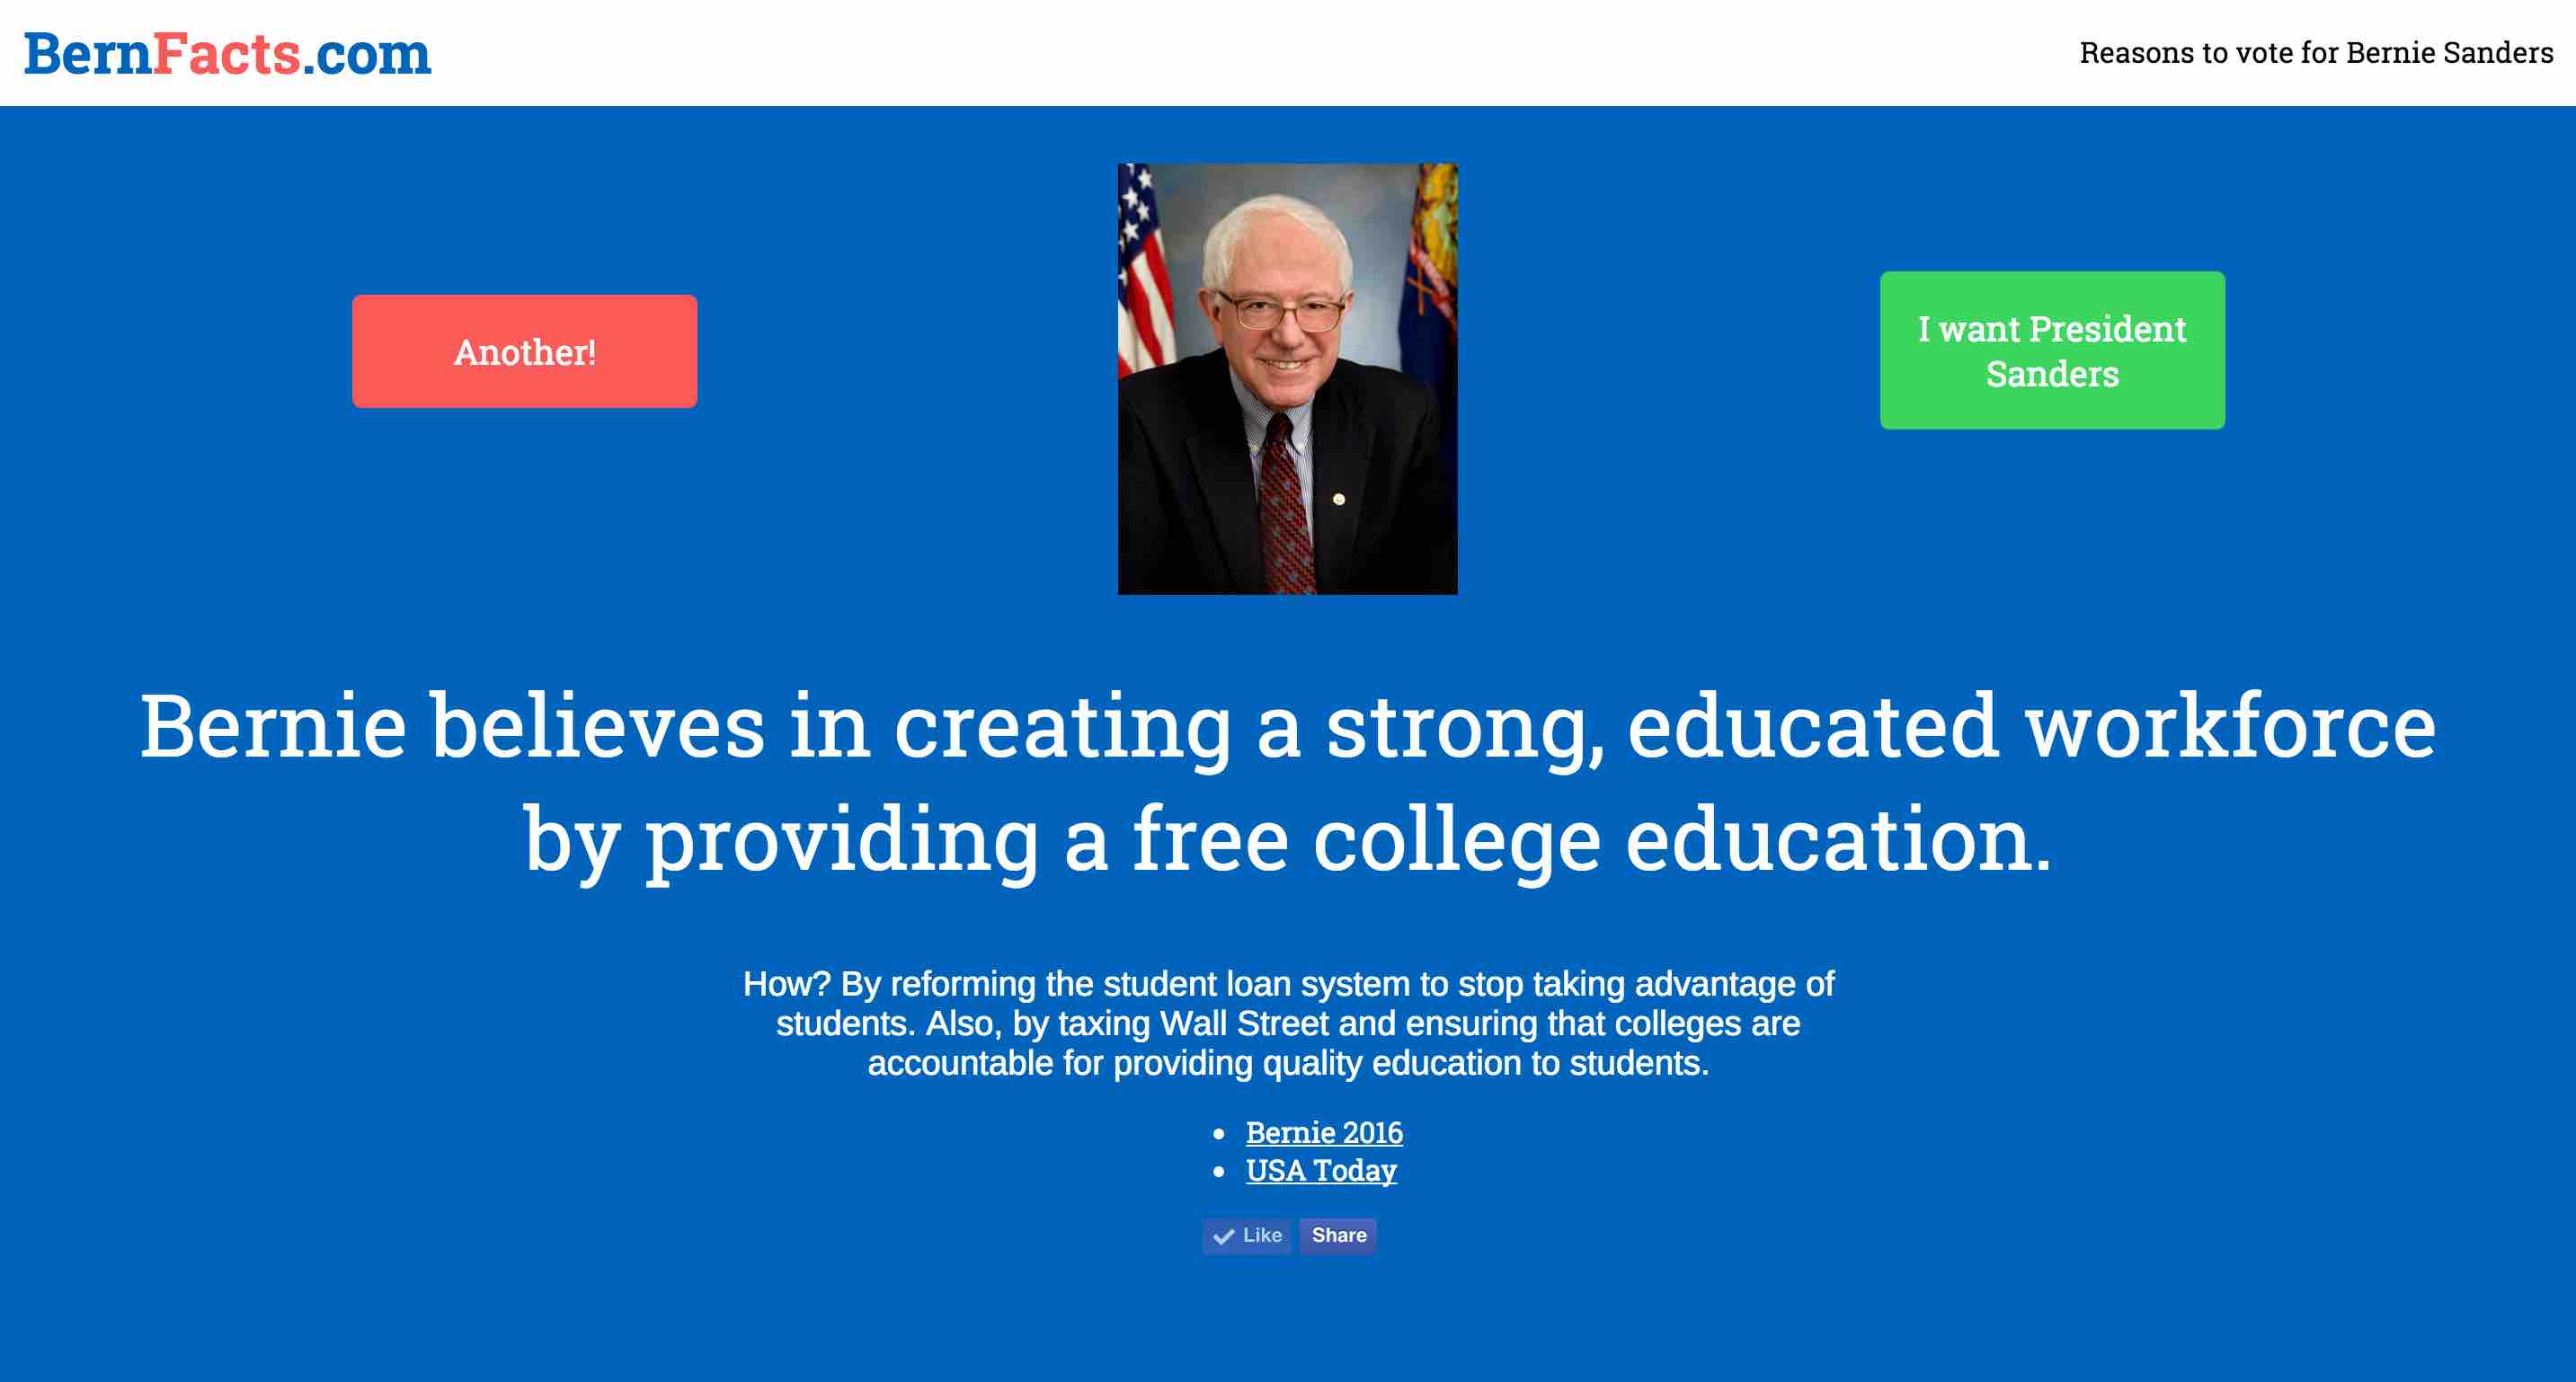 BernFacts.com
Reasons to vote for Bernie Sanders
Another!
I want President
Sanders
Bernie believes in creating a strong, educated workforce
by providing a free college education.
How? By reforming the student loan system to stop taking advantage of
students. Also, by taxing Wall Street and ensuring that colleges are
accountable for providing quality education to students.
Bernie 2016
USA Today
Like
Share